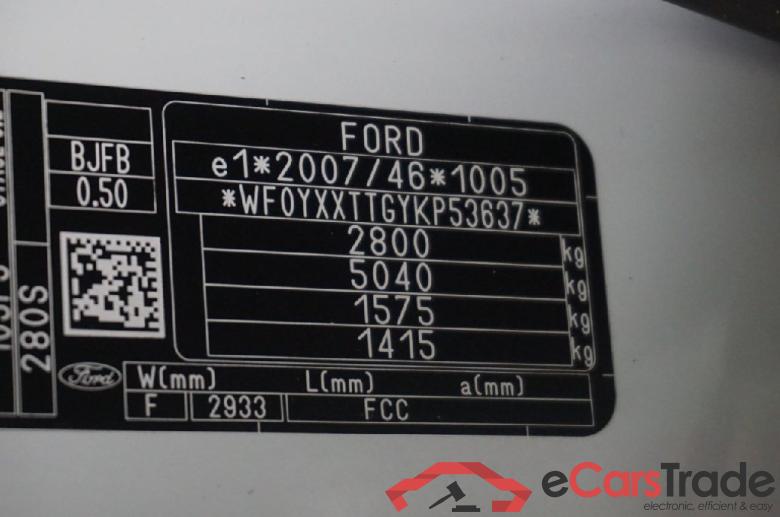 FORD
BJFB
e1*2007/46*1005
0.50
*WF0YXXTTGYKP53637*
2800 kg
5040 kg
1575 kg
1415 kg
280S
Ford
W(mm) L(mm) a(mm)
F 2933 FCC
eCarsTrade
electronic, efficient & easy